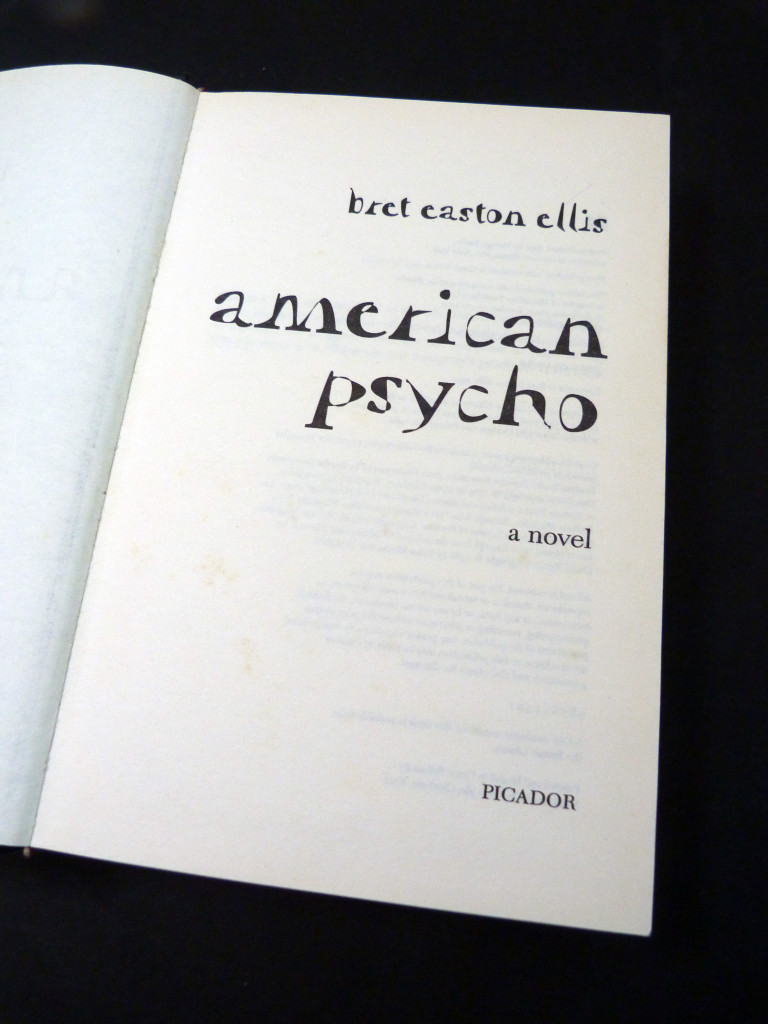 bret easton ellis
american
psycho
a novel
PICADOR